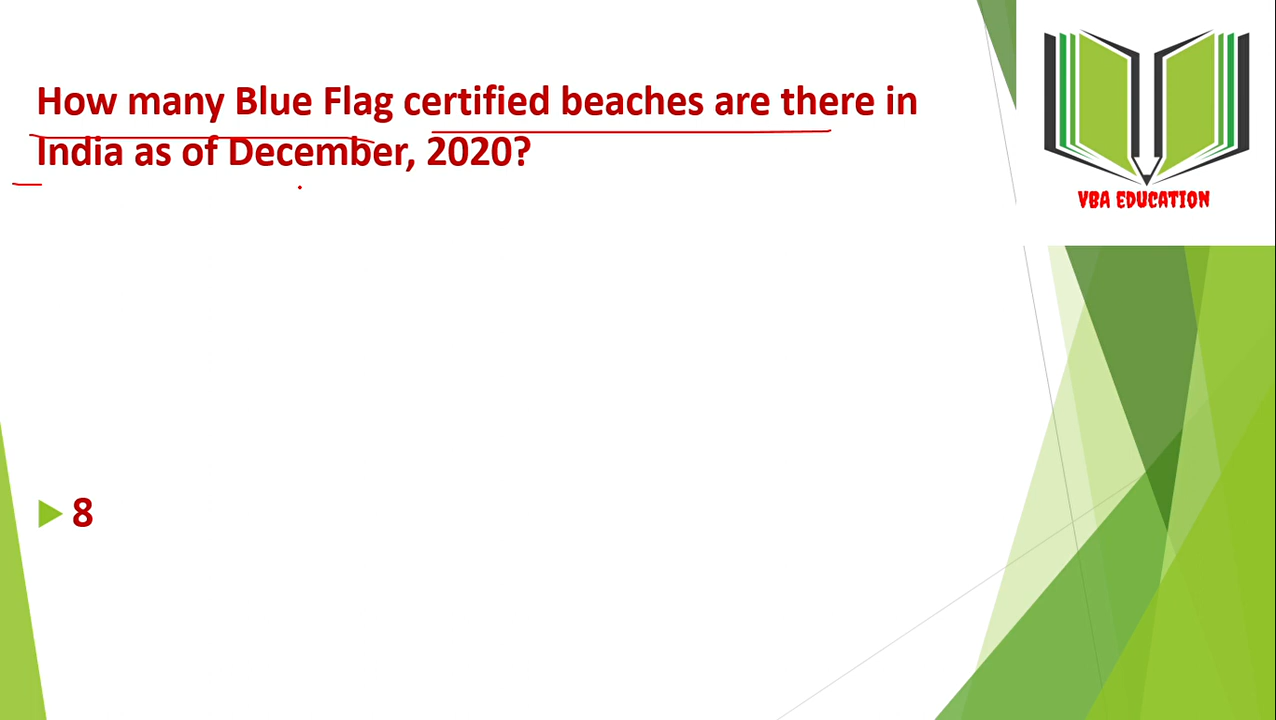 How many Blue Flag certified beaches are there in
India as of December, 2020?
VBA EDUCATION
8